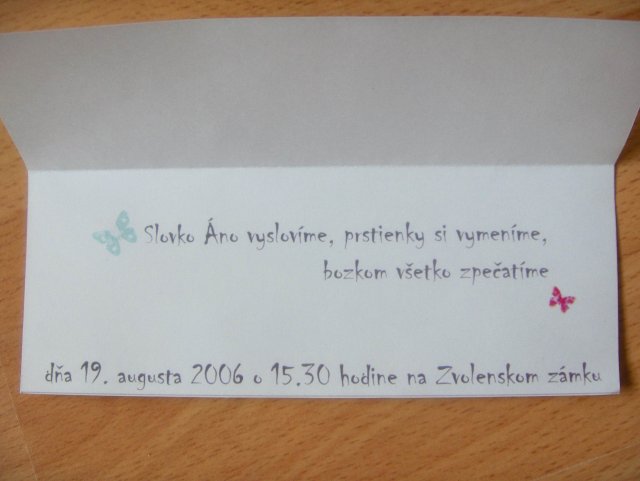 Slovko Áno vyslovíme, prstienky si vymeníme,
bozkom všetko zpečatíme
dňa 19. augusta 2006 o 15.30 hodine na Zvolenskom zámku